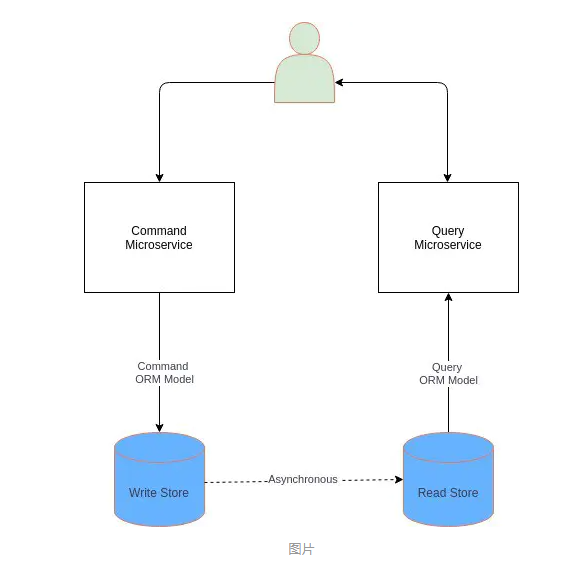 Command
Microservice
Query
Microservice
Command
ORM Model
Query
ORM Model
Write Store
Asynchronous
Read Store
图片